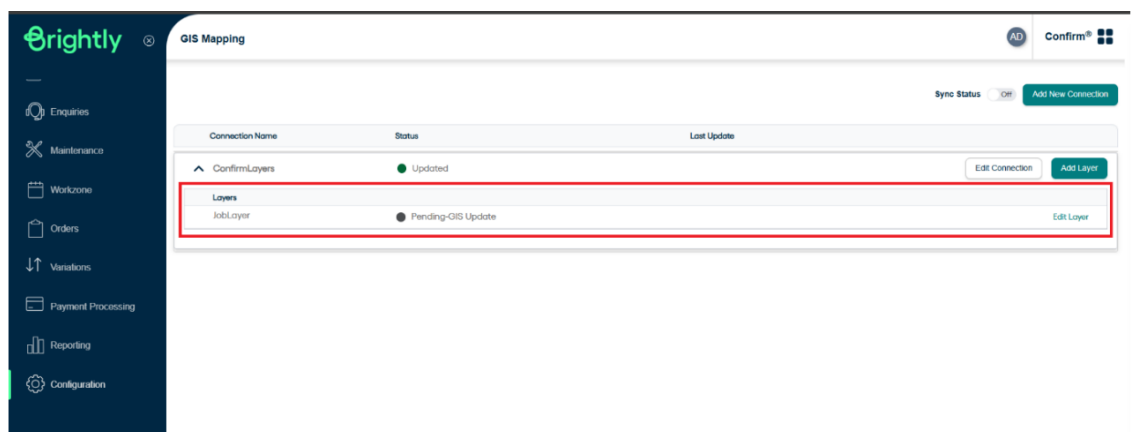 Brightly
GIS Mapping
AD
Confirm®
Sync Status
Off
Add New Connection
Enquiries
Maintenance
Workzone
Orders
Variations
Payment Processing
Reporting
Configuration
Connection Name Status Last Update
ConfirmLayers Updated Edit Connection Add Layer
Layers
JobLayer Pending-GIS Update Edit Layer